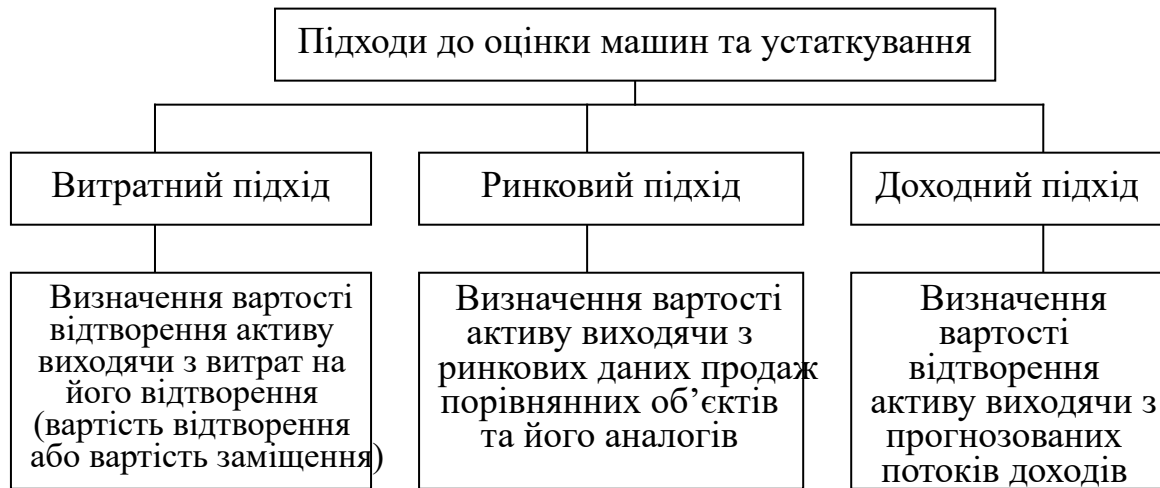 Підходи до оцінки машин та устаткування
Витратний підхід
Ринковий підхід
Доходний підхід
Визначення вартості
відтворення активу
виходячи з витрат на
його відтворення
(вартість відтворення
або вартість заміщення)
Визначення вартості
активу виходячи з
ринкових даних продаж
порівнянних об’єктів
та його аналогів
Визначення
вартості
відтворення
активу виходячи з
прогнозованих
потоків доходів